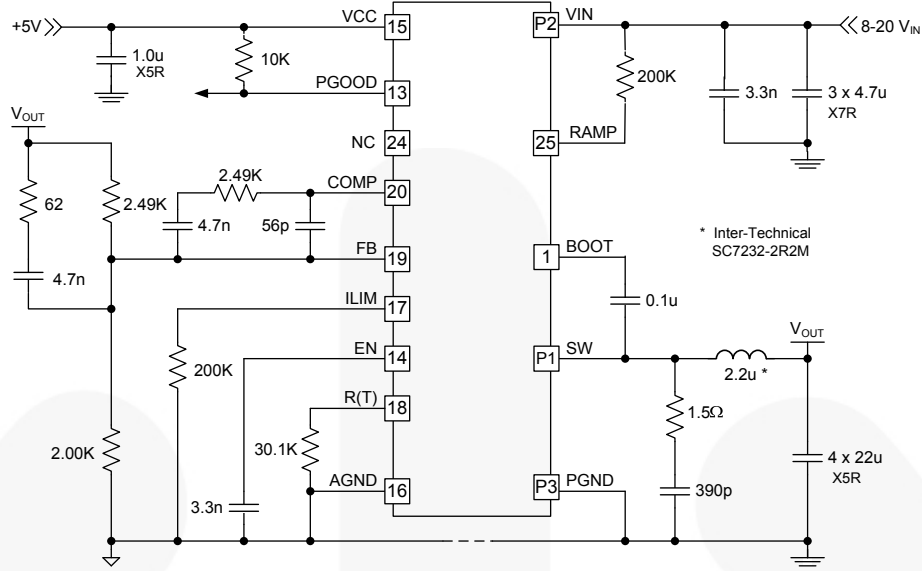 +5V
VCC
15
P2
VIN
8-20 VIN
1.0u
X5R
10K
PGOOD
13
200K
3.3n
3 x 4.7u
X7R
VOUT
NC
24
25
RAMP
62
2.49K
2.49K
COMP
20
4.7n
56p
* Inter-Technical
SC7232-2R2M
FB
19
1
BOOT
4.7n
ILIM
17
0.1u
VOUT
EN
14
P1
SW
200K
2.2u *
R(T)
18
1.5Ω
2.00K
30.1K
4 x 22u
X5R
AGND
16
P3
PGND
390p
3.3n